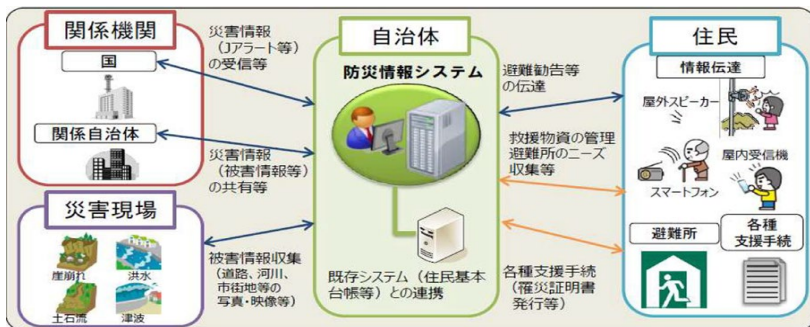 関係機関
国
関係自治体
災害情報
(Jアラート等)
の受信等
災害情報
(被害情報等)
の共有等
災害現場
崖崩れ
洪水
土石流
津波
被害情報収集
(道路、河川、
市街地等の
写真・映像等)
自治体
防災情報システム
既存システム(住民基本
台帳等)との連携
避難勧告等
の伝達
救援物資の管理
避難所のニーズ
収集等
各種支援手続
(罹災証明書
発行等)
住民
情報伝達
屋外スピーカー
屋内受信機
スマートフォン
避難所
各種
支援手続